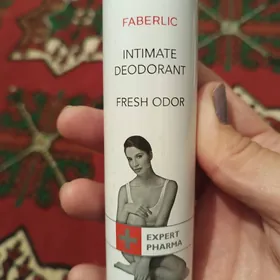 FABERLIC
INTIMATE
DEODORANT
FRESH ODOR
EXPERT
PHARMA